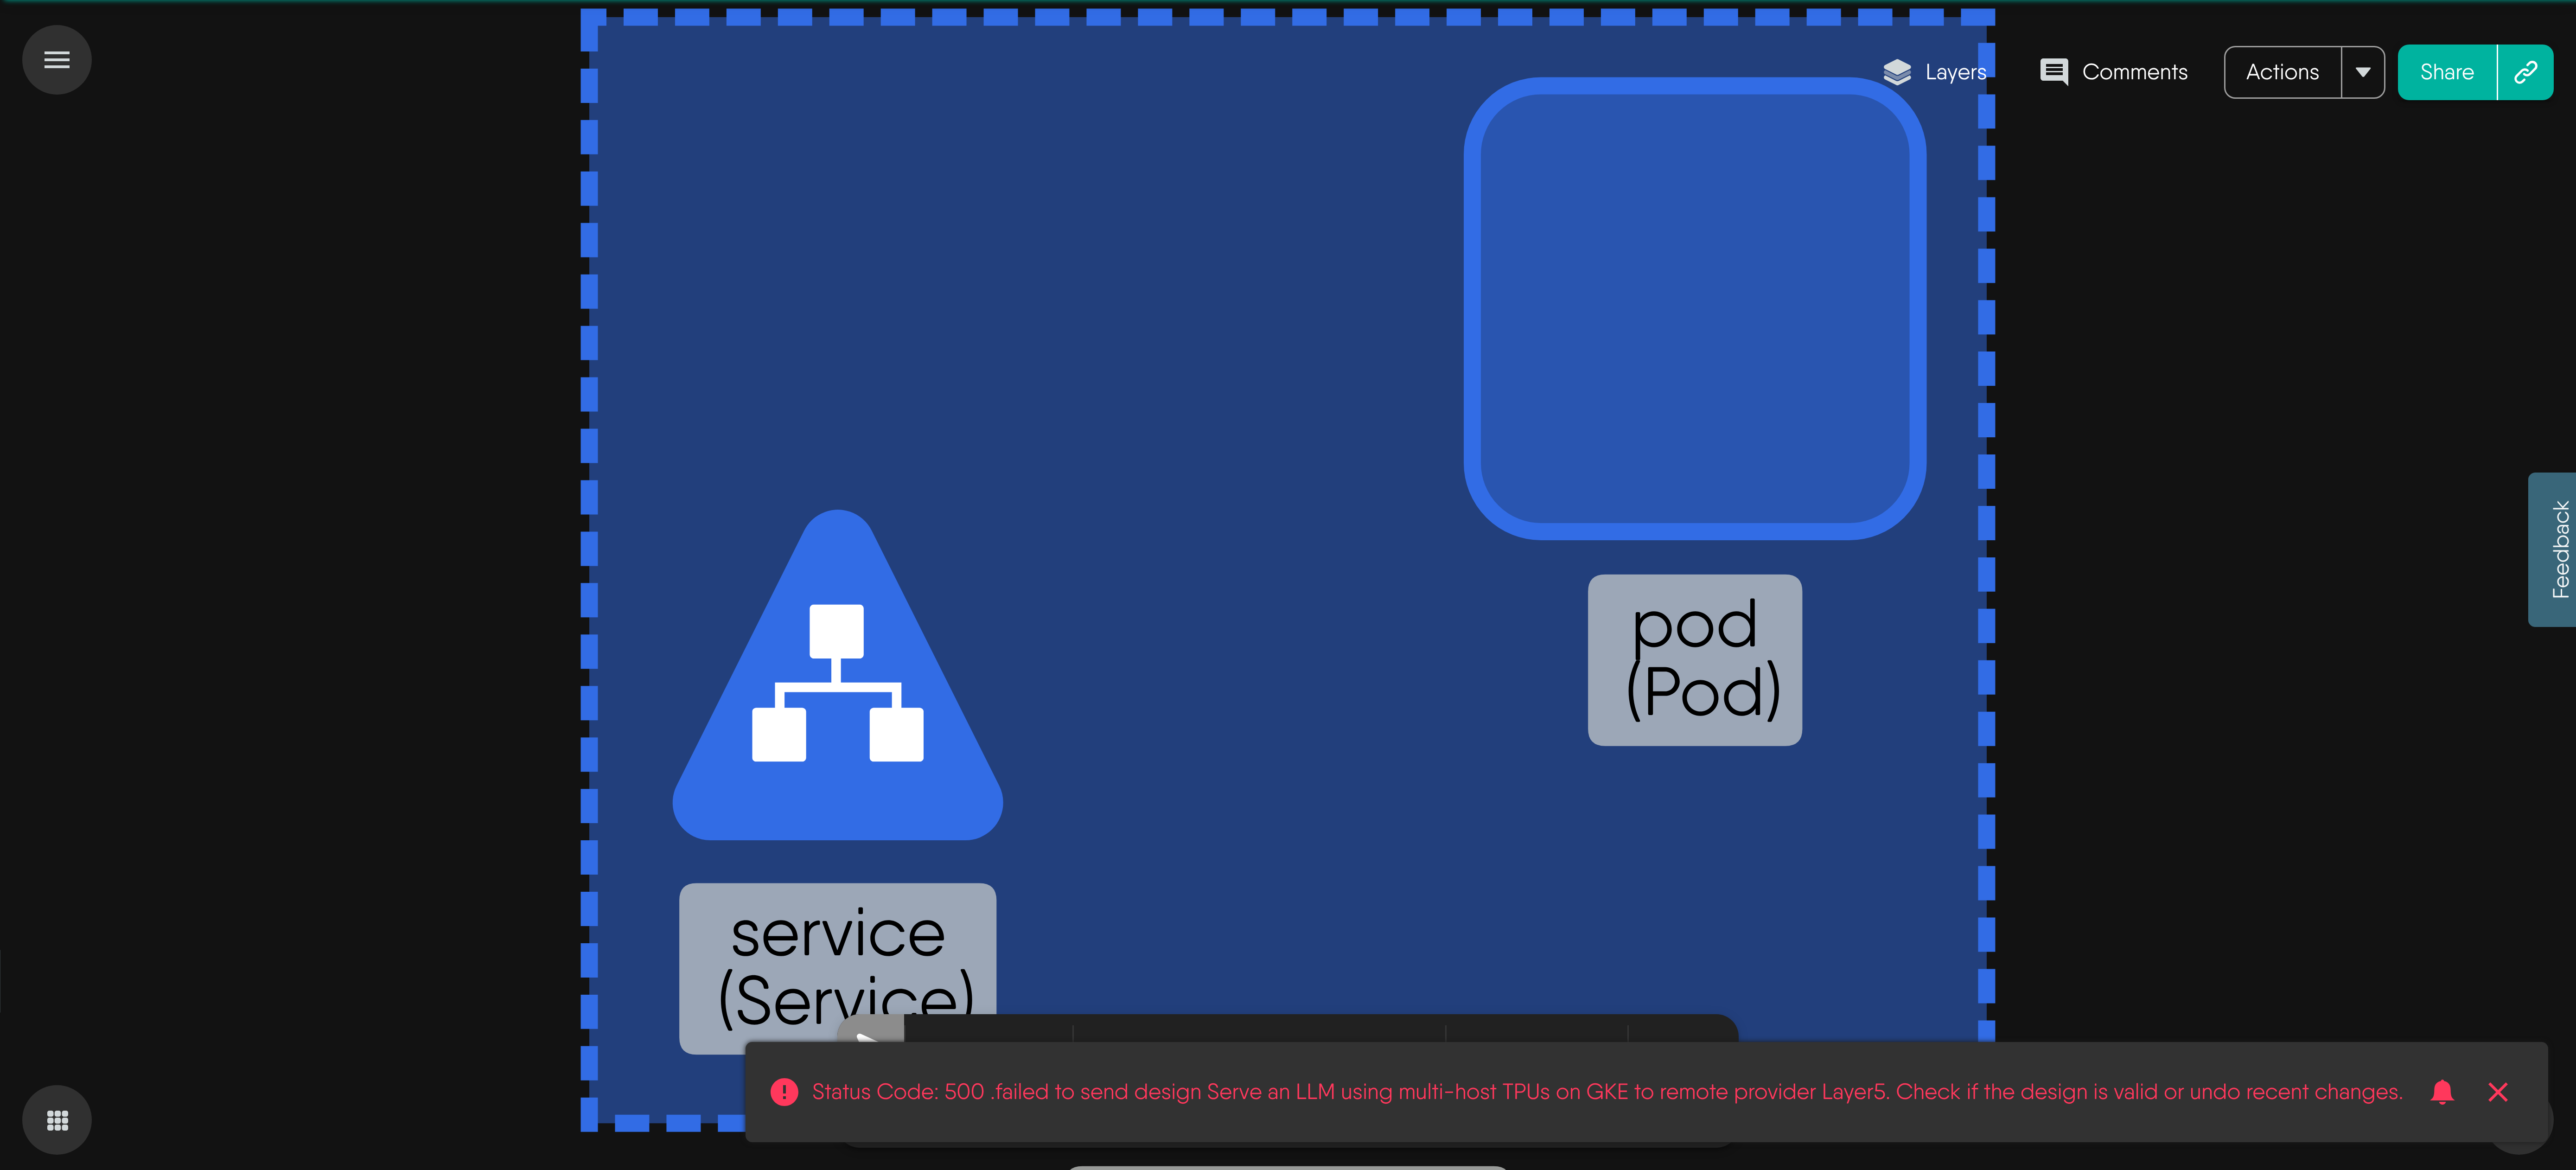 Layers
Comments
Actions
Share
pod
(Pod)
Feedback
service
(Service)
Status Code: 500 .failed to send design Serve an LLM using multi-host TPUs on GKE to remote provider Layer5. Check if the design is valid or undo recent changes.